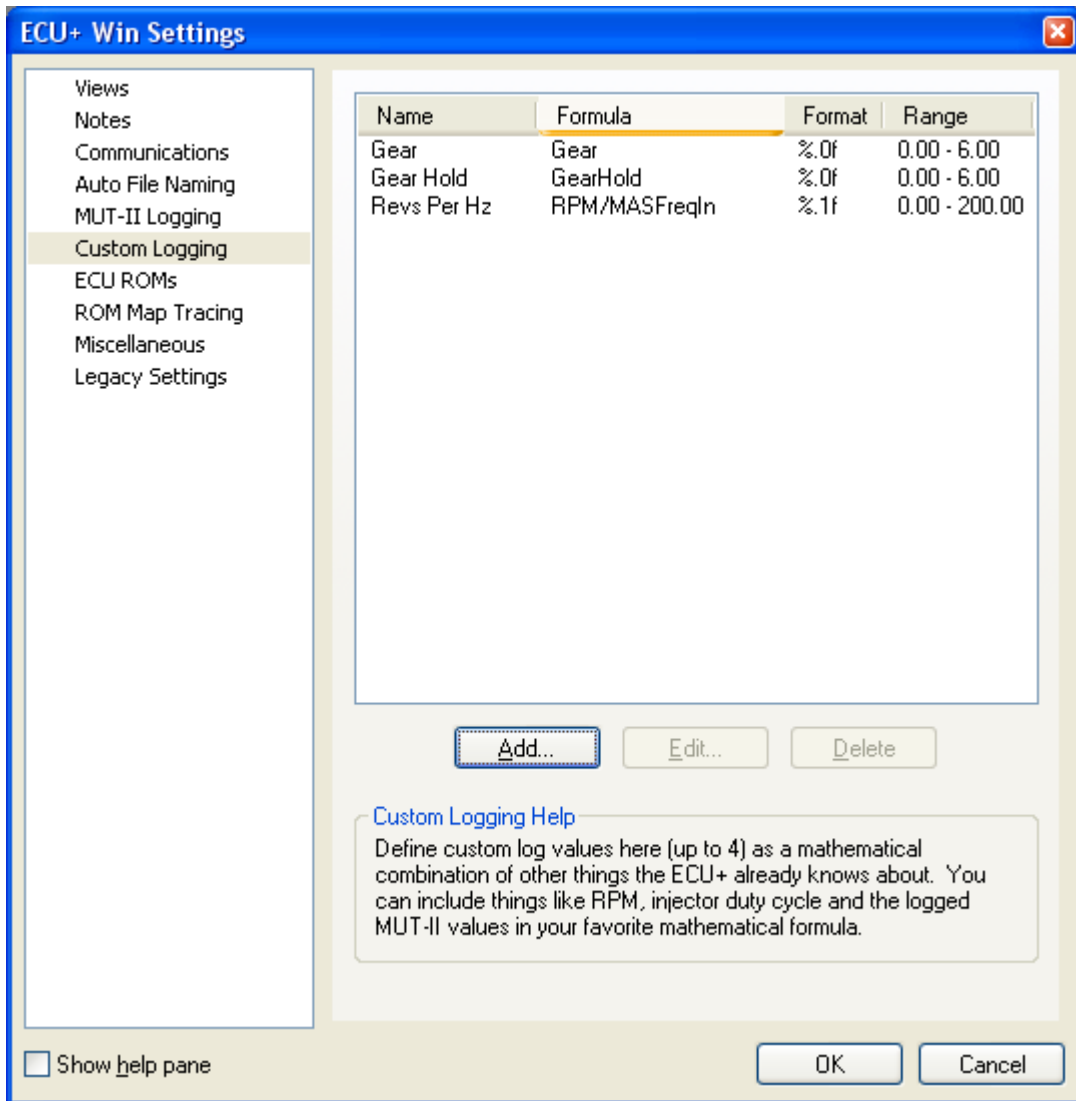 ECU+ Win Settings
Views
Notes
Communications
Auto File Naming
MUT-II Logging
Custom Logging
ECU ROMs
ROM Map Tracing
Miscellaneous
Legacy Settings
Name Formula Format Range
Gear Gear %.0f 0.00 - 6.00
Gear Hold GearHold %.0f 0.00 - 6.00
Revs Per Hz RPM/MASFreqIn %.1f 0.00 - 200.00
Add... Edit... Delete
Custom Logging Help
Define custom log values here (up to 4) as a mathematical
combination of other things the ECU+ already knows about. You
can include things like RPM, injector duty cycle and the logged
MUT-II values in your favorite mathematical formula.
Show help pane
OK Cancel